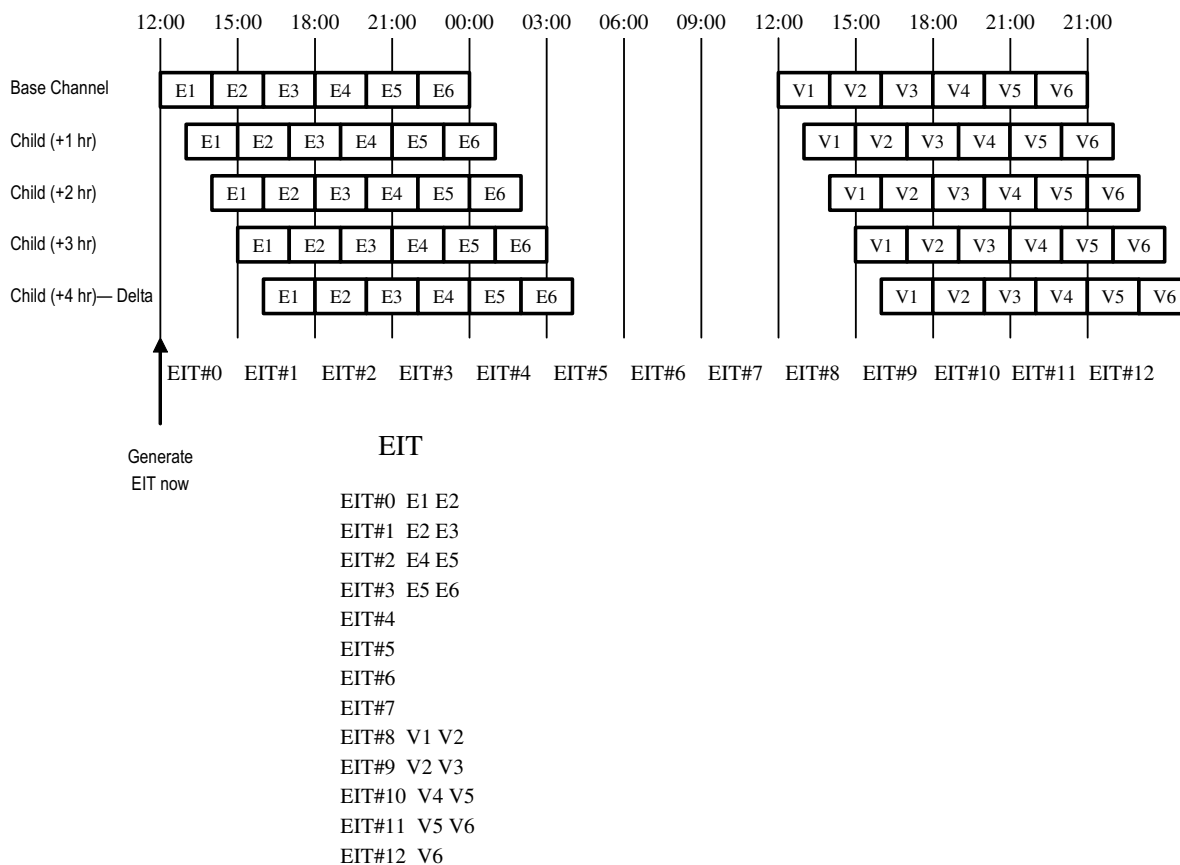 12:00 15:00 18:00 21:00 00:00 03:00 06:00 09:00 12:00 15:00 18:00 21:00 21:00
Base Channel E1 E2 E3 E4 E5 E6 V1 V2 V3 V4 V5 V6
Child (+1 hr) E1 E2 E3 E4 E5 E6 V1 V2 V3 V4 V5 V6
Child (+2 hr) E1 E2 E3 E4 E5 E6 V1 V2 V3 V4 V5 V6
Child (+3 hr) E1 E2 E3 E4 E5 E6 V1 V2 V3 V4 V5 V6
Child (+4 hr)— Delta E1 E2 E3 E4 E5 E6 V1 V2 V3 V4 V5 V6
EIT#0 EIT#1 EIT#2 EIT#3 EIT#4 EIT#5 EIT#6 EIT#7 EIT#8 EIT#9 EIT#10 EIT#11 EIT#12
Generate
EIT now
EIT
EIT#0 E1 E2
EIT#1 E2 E3
EIT#2 E4 E5
EIT#3 E5 E6
EIT#4
EIT#5
EIT#6
EIT#7
EIT#8 V1 V2
EIT#9 V2 V3
EIT#10 V4 V5
EIT#11 V5 V6
EIT#12 V6